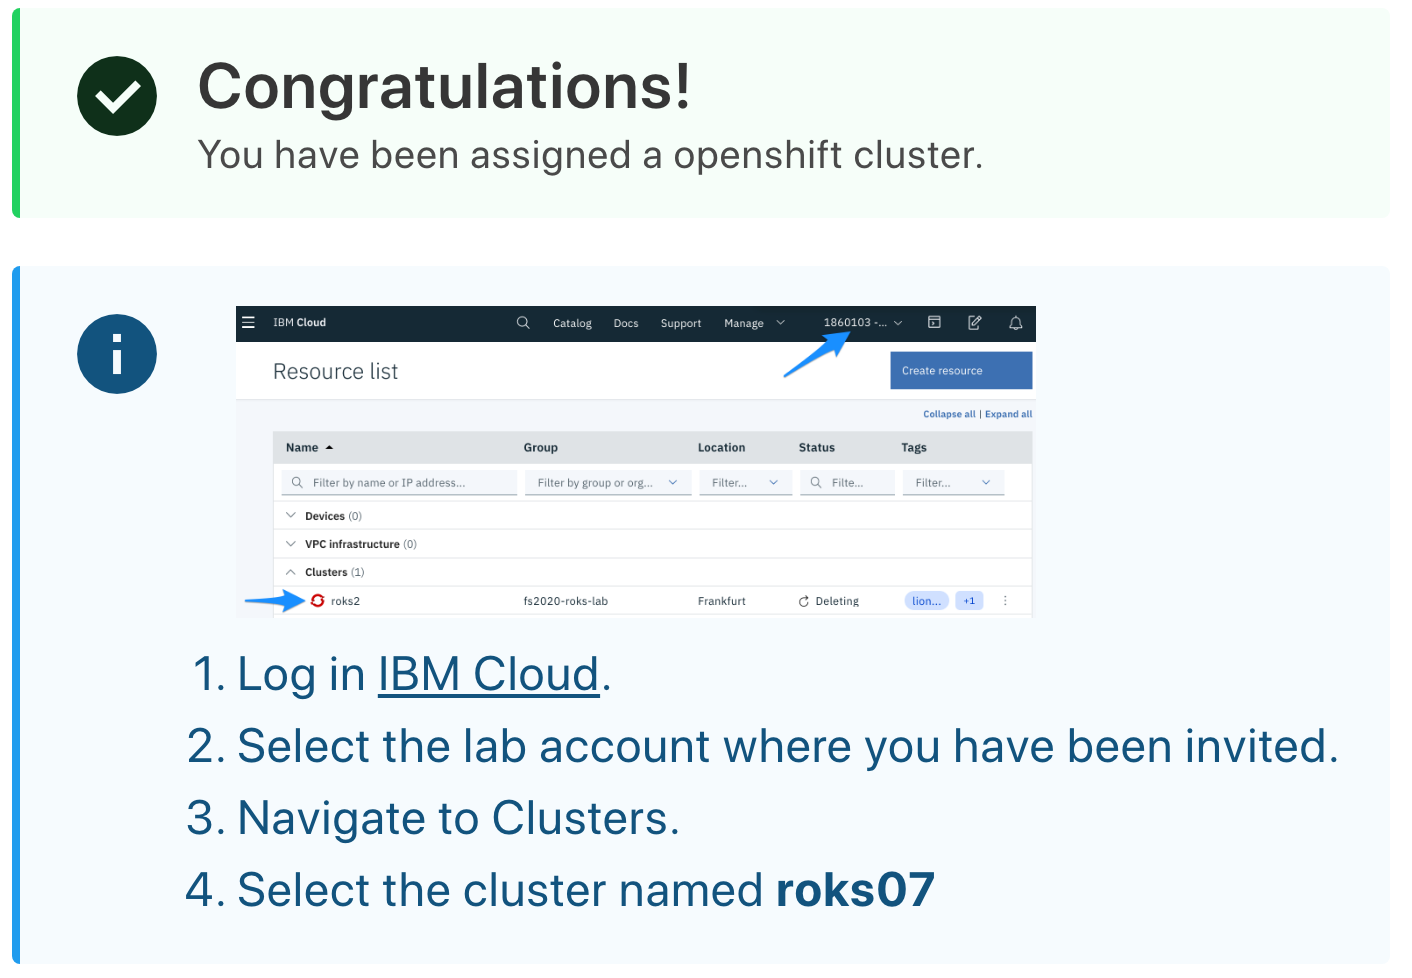 Congratulations!
You have been assigned a openshift cluster.
IBM Cloud Catalog Docs Support Manage 1860103 -...
Resource list
Create resource
Collapse all | Expand all
Name Group Location Status Tags
Filter by name or IP address... Filter by group or org... Filter... Filte... Filter...
Devices (0)
VPC infrastructure (0)
Clusters (1)
roks2 fs2020-roks-lab Frankfurt Deleting lion... +1
1. Log in IBM Cloud.
2. Select the lab account where you have been invited.
3. Navigate to Clusters.
4. Select the cluster named roks07